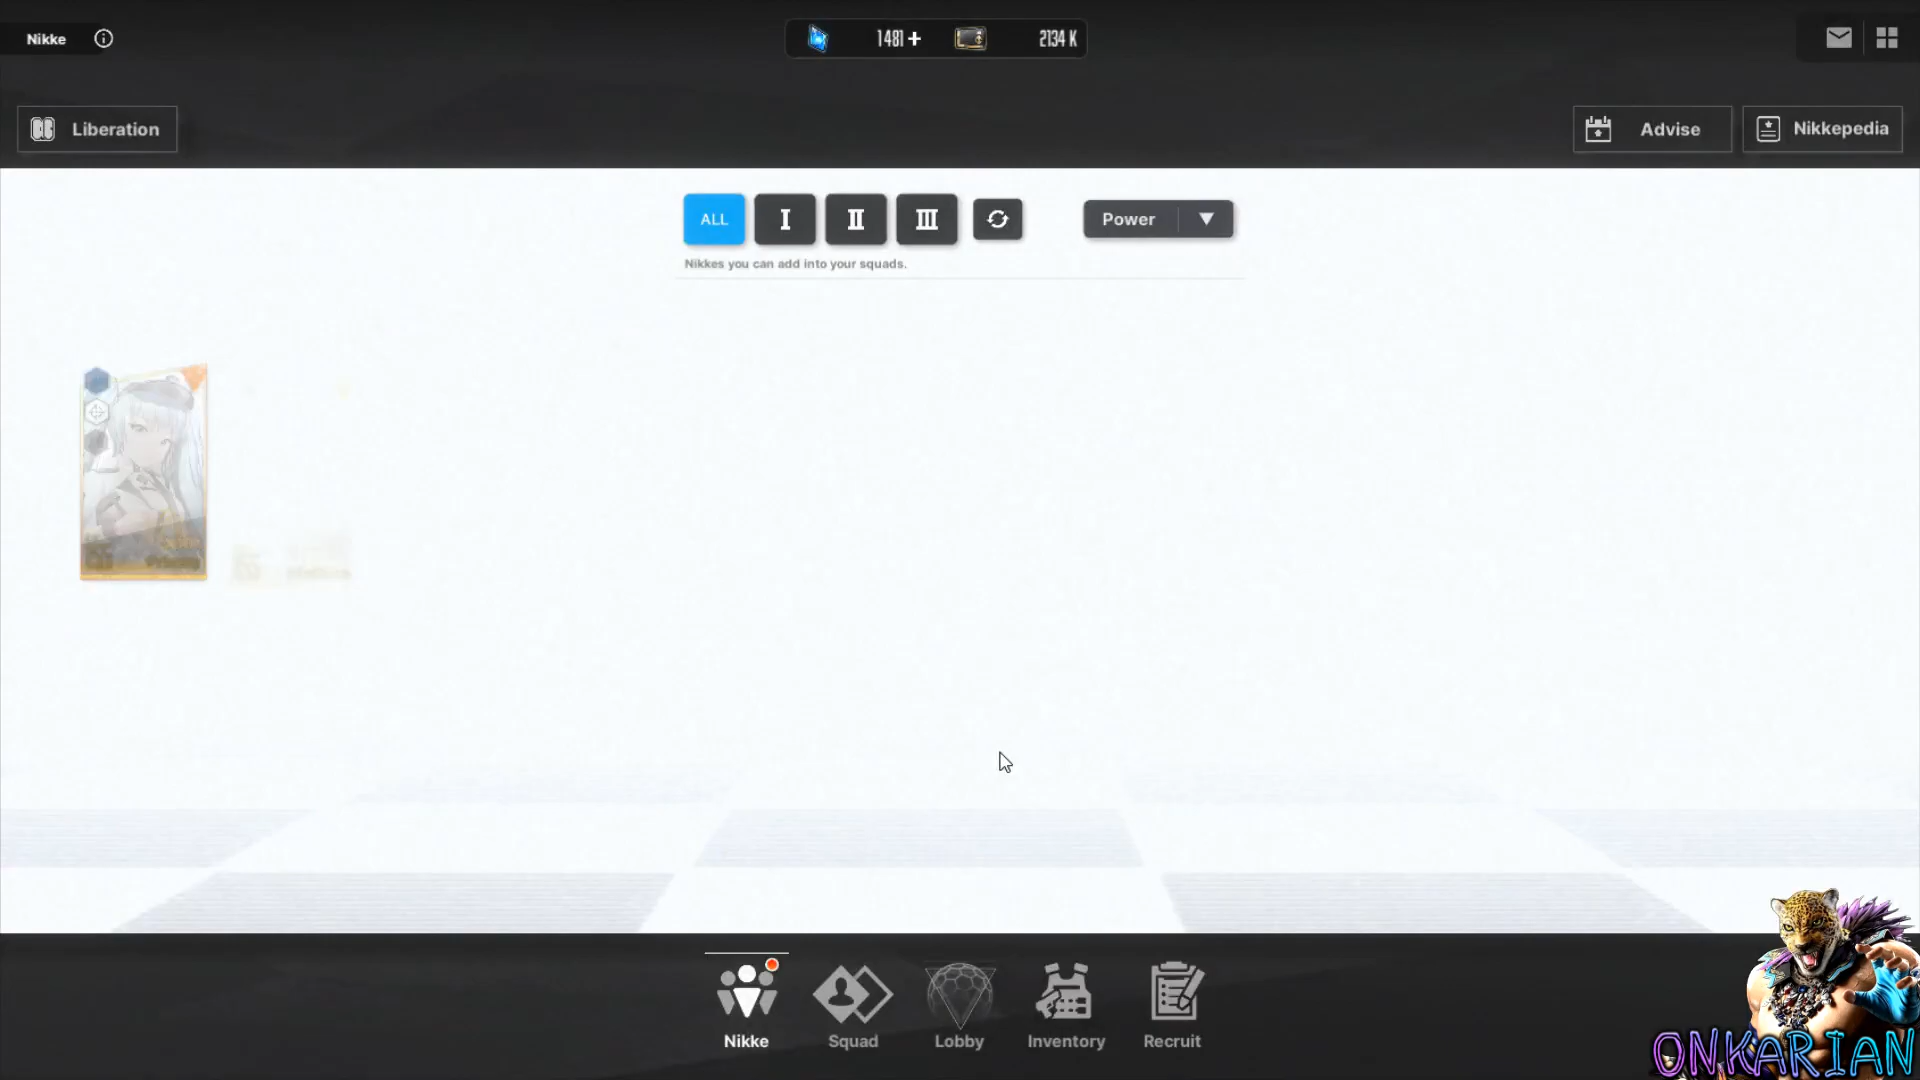 Nikke
1481 +
2134 K
Liberation
Advise
Nikkepedia
ALL
I
II
III
Power
Nikkes you can add into your squads.
Nikke
Squad
Lobby
Inventory
Recruit
ONKARIAN